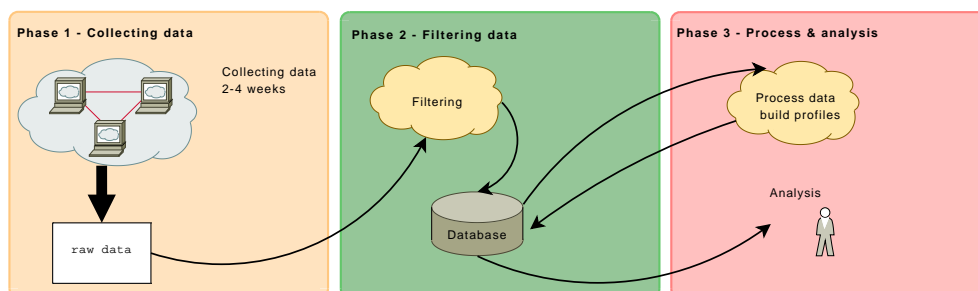 Phase 1 - Collecting data
Collecting data
2-4 weeks
raw data
Phase 2 - Filtering data
Filtering
Database
Phase 3 - Process & analysis
Process data
build profiles
Analysis